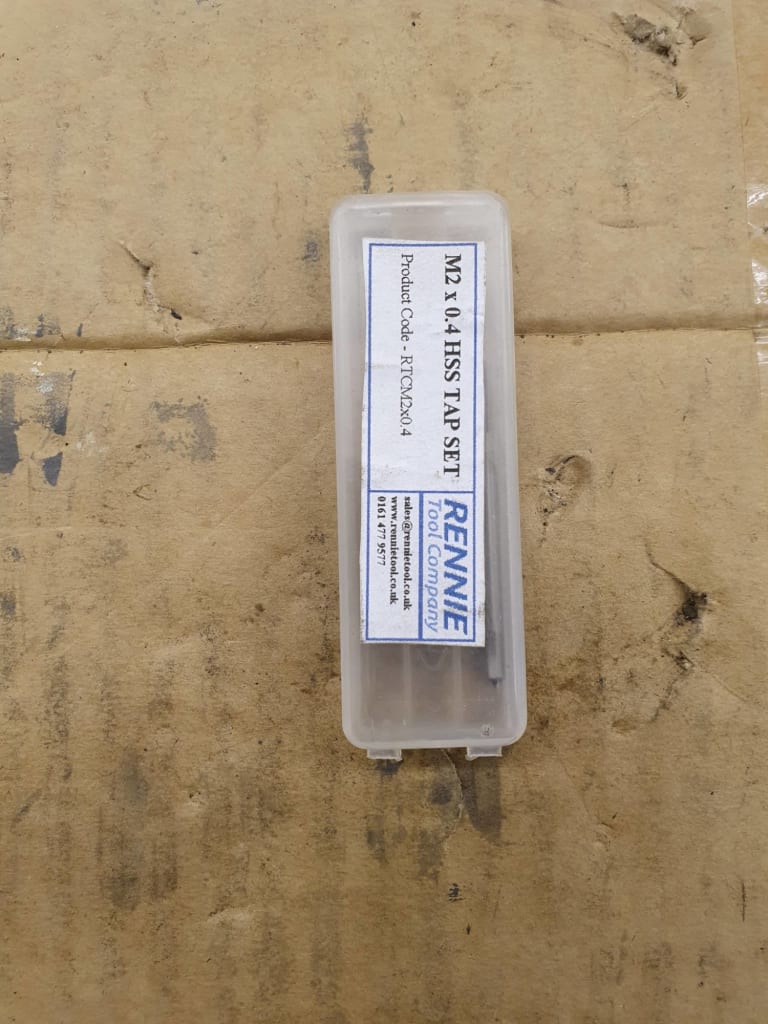 M2 x 0.4 HSS TAP SET
Product Code - RTCM2x0.4
RENNIE
Tool Company
sales@rennietool.co.uk
www.rennietool.co.uk
0161 477 9577